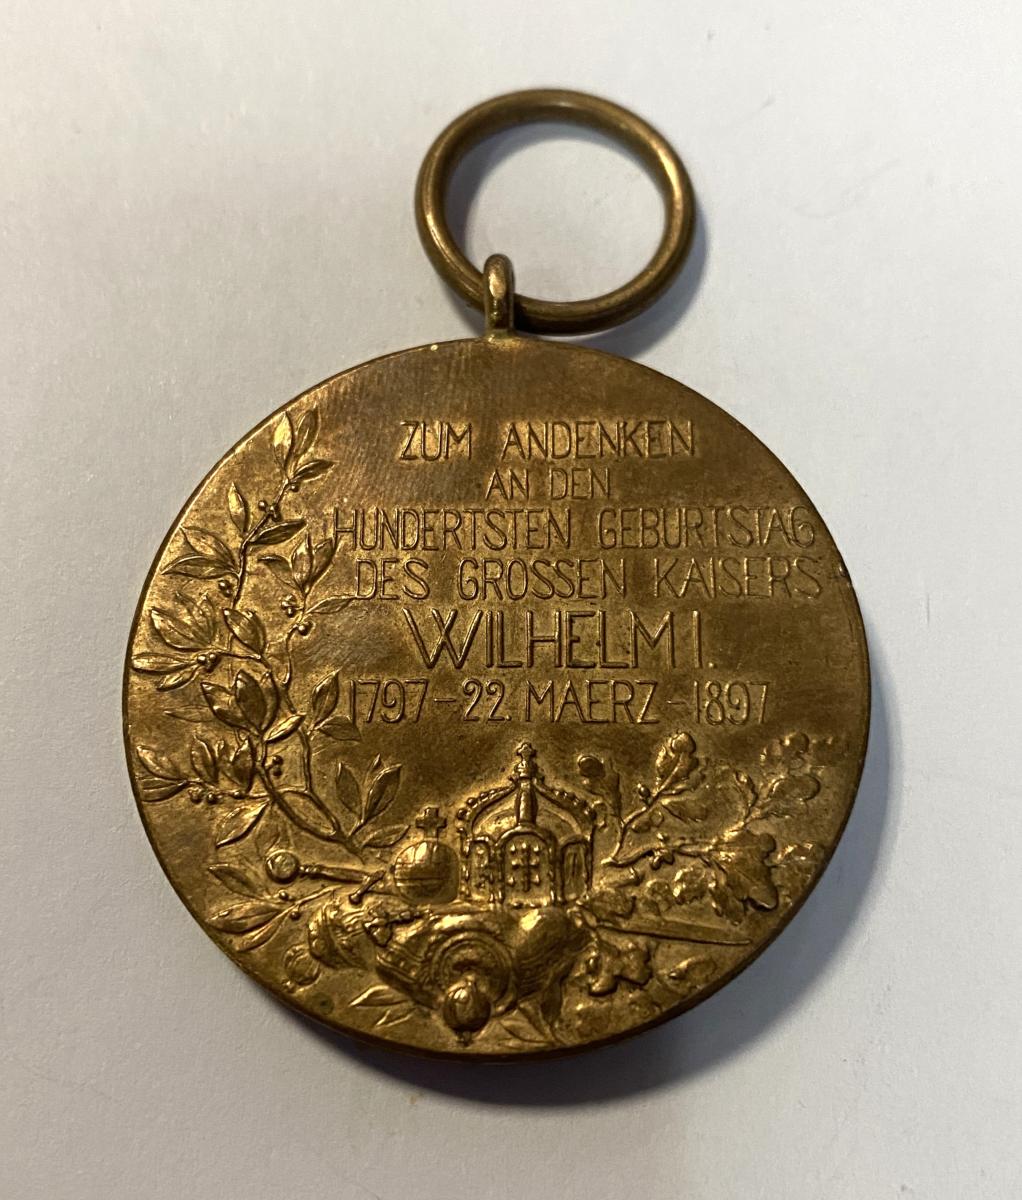 ZUM ANDENKEN
AN DEN
HUNDERTSTEN GEBURTSTAG
DES GROSSEN KAISERS
WILHELM I.
1797–22. MAERZ–1897